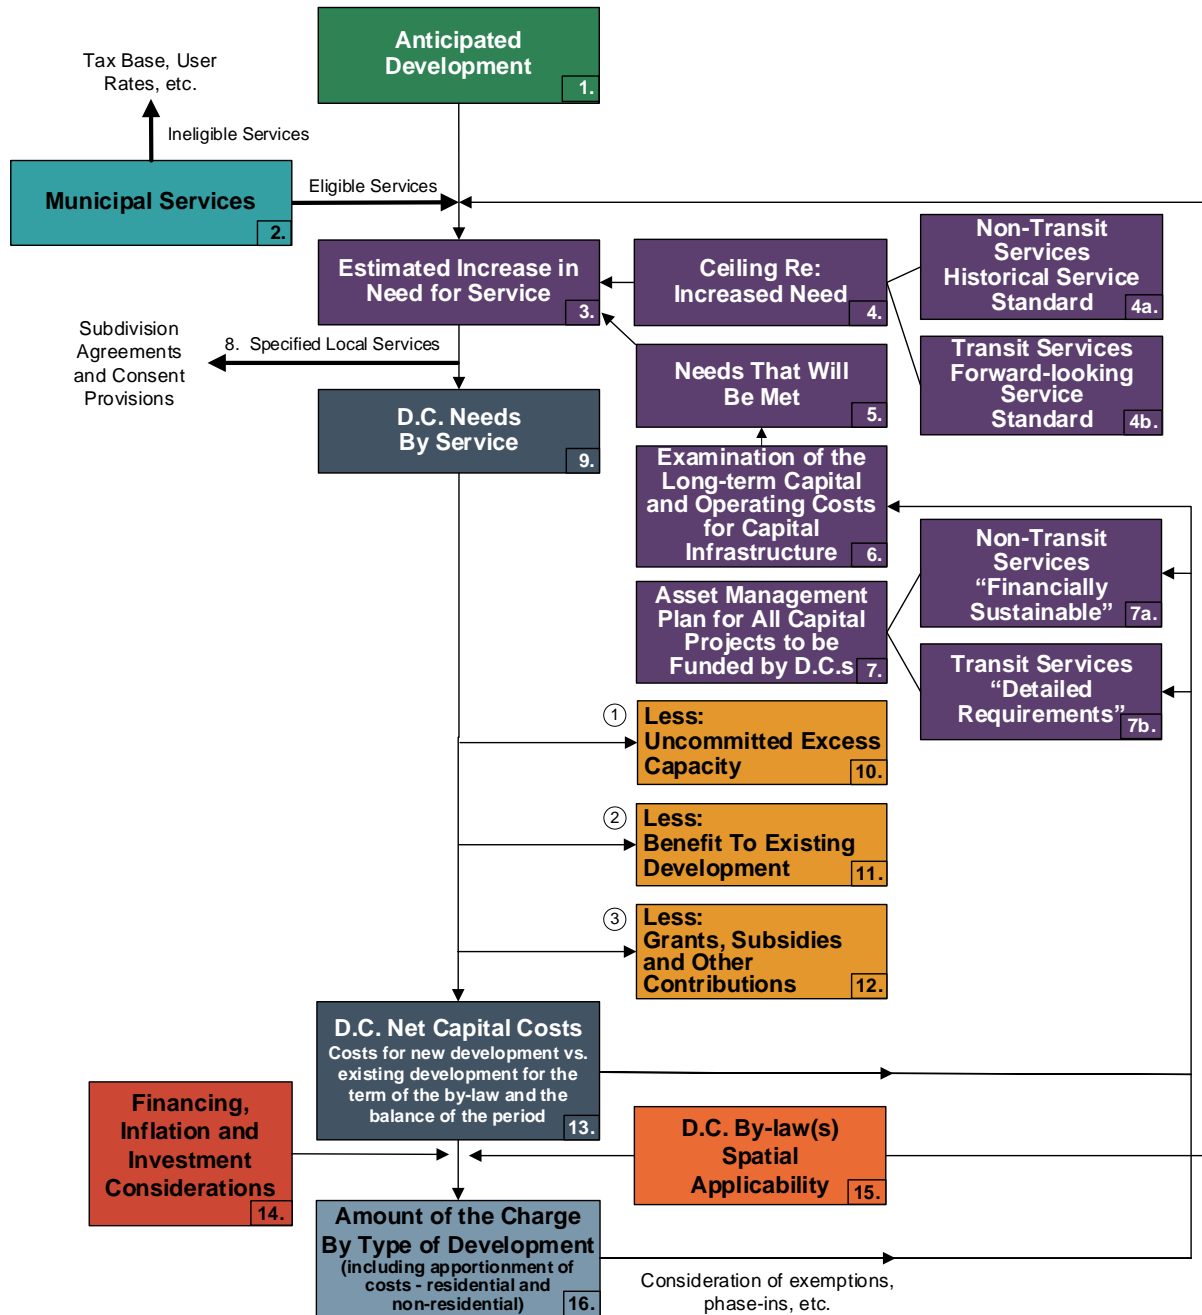 Anticipated
Development
1.
Tax Base, User
Rates, etc.
Ineligible Services
Municipal Services
2.
Eligible Services
Estimated Increase in
Need for Service
3.
Ceiling Re:
Increased Need
4.
Non-Transit
Services
Historical Service
Standard
4a.
Transit Services
Forward-looking
Service
Standard
4b.
Subdivision
Agreements
and Consent
Provisions
8. Specified Local Services
Needs That Will
Be Met
5.
D.C. Needs
By Service
9.
Examination of the
Long-term Capital
and Operating Costs
for Capital
Infrastructure
6.
Non-Transit
Services
“Financially
Sustainable”
7a.
Asset Management
Plan for All Capital
Projects to be
Funded by D.C.s
7.
Transit Services
“Detailed
Requirements”
7b.
1
Less:
Uncommitted Excess
Capacity
10.
2
Less:
Benefit To Existing
Development
11.
3
Less:
Grants, Subsidies
and Other
Contributions
12.
D.C. Net Capital Costs
Costs for new development vs.
existing development for the
term of the by-law and the
balance of the period
13.
Financing,
Inflation and
Investment
Considerations
14.
D.C. By-law(s)
Spatial
Applicability
15.
Amount of the Charge
By Type of Development
(including apportionment of
costs - residential and
non-residential)
16.
Consideration of exemptions,
phase-ins, etc.